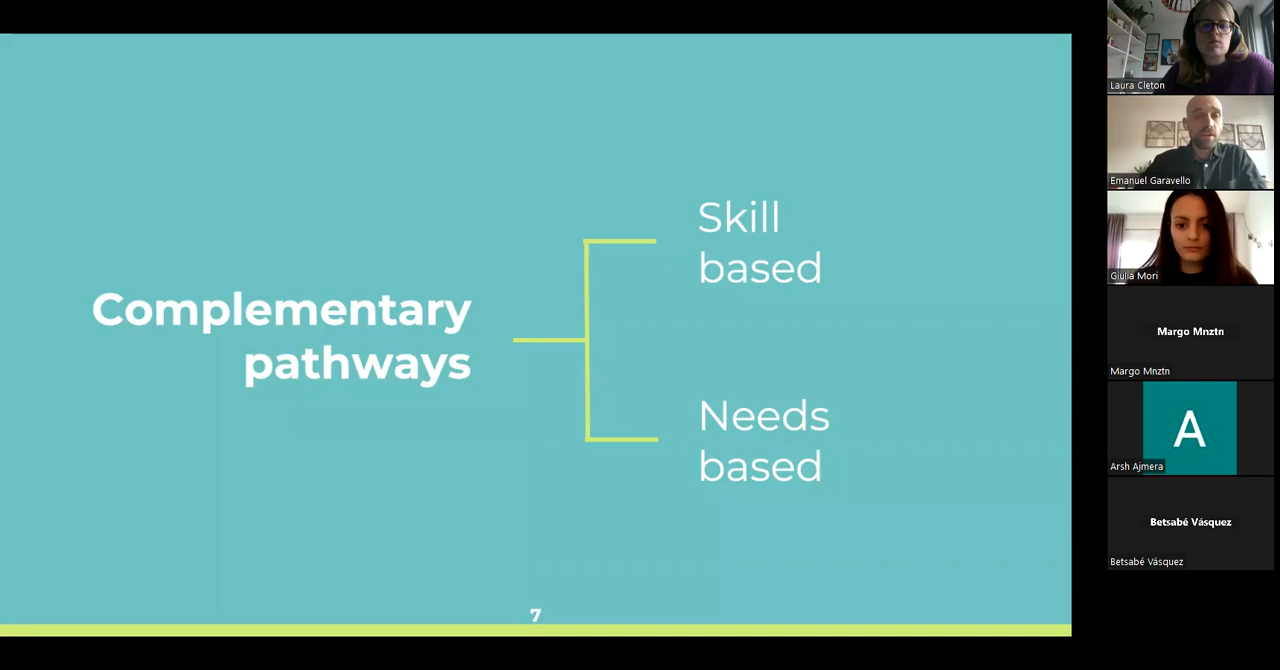 Complementary
pathways
Skill
based
Needs
based
7
Laura Cleton
Emanuel Garavello
Giulia Mori
Margo Mnztn
Margo Mnztn
A
Arsh Ajmera
Betsabé Vásquez
Betsabé Vásquez